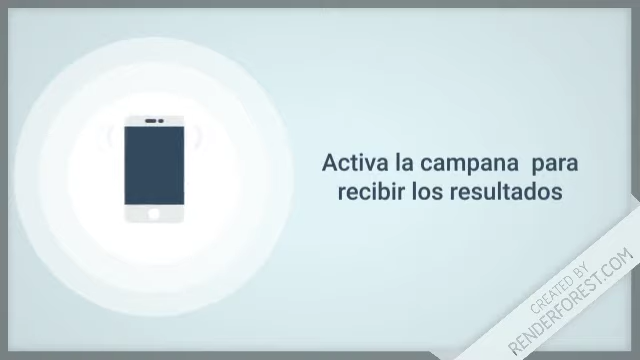 Activa la campana  para
recibir los resultados
CREATED BY
RENDERFOREST.COM